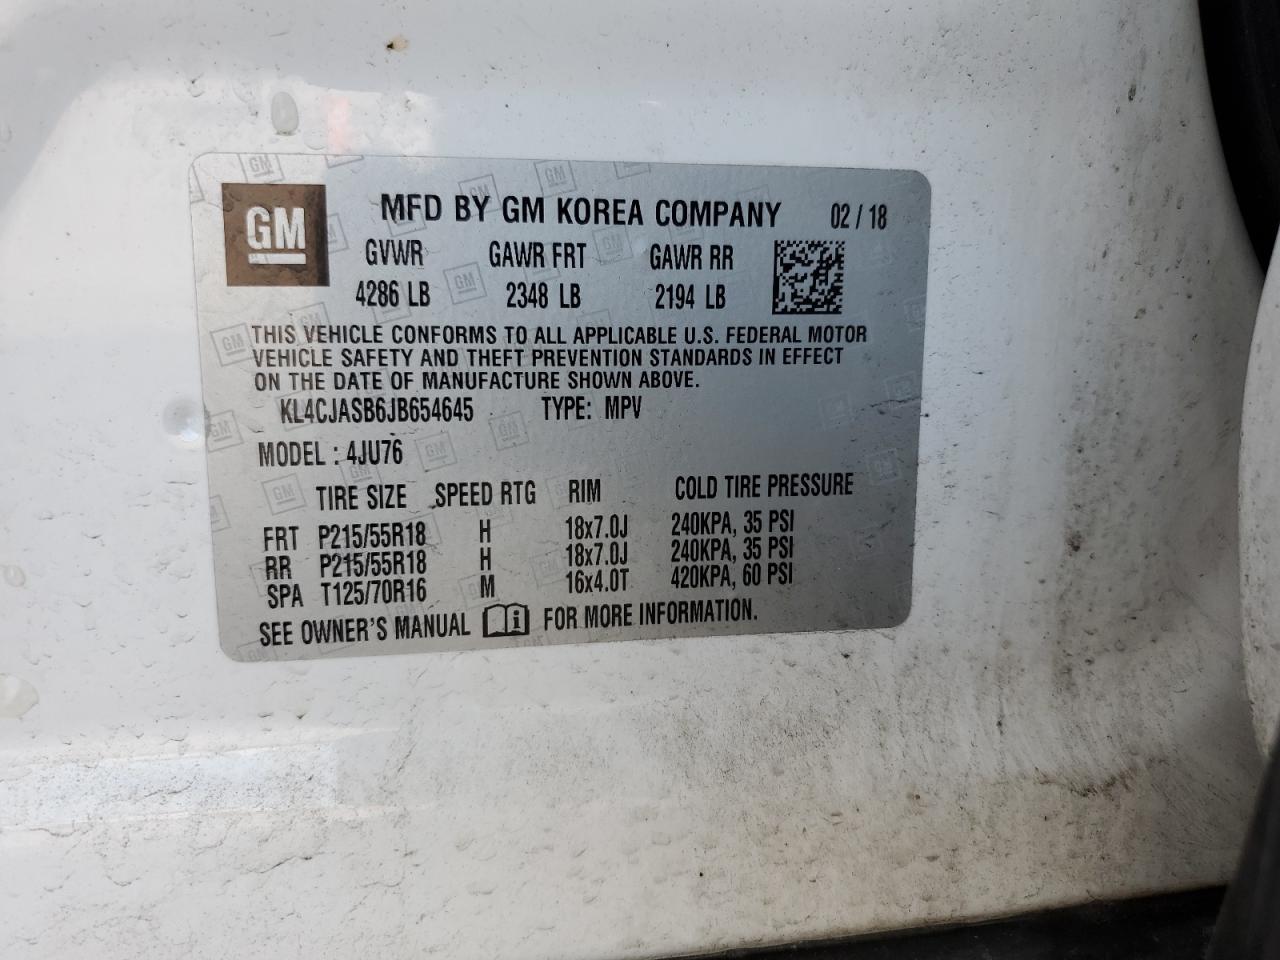 GM
MFD BY GM KOREA COMPANY 02 / 18
GVWR GAWR FRT GAWR RR
4286 LB 2348 LB 2194 LB
THIS VEHICLE CONFORMS TO ALL APPLICABLE U.S. FEDERAL MOTOR
VEHICLE SAFETY AND THEFT PREVENTION STANDARDS IN EFFECT
ON THE DATE OF MANUFACTURE SHOWN ABOVE.
KL4CJASB6JB654645 TYPE: MPV
MODEL : 4JU76
TIRE SIZE SPEED RTG RIM COLD TIRE PRESSURE
FRT P215/55R18 H 18x7.0J 240KPA, 35 PSI
RR P215/55R18 H 18x7.0J 240KPA, 35 PSI
SPA T125/70R16 M 16x4.0T 420KPA, 60 PSI
SEE OWNER'S MANUAL i FOR MORE INFORMATION.